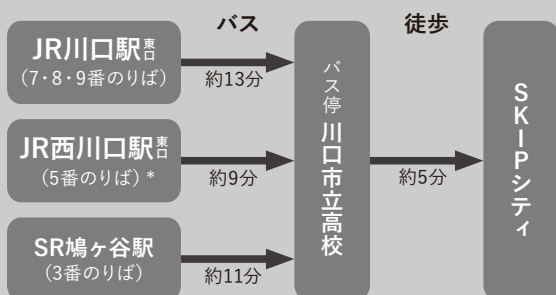 バス
徒歩
JR川口駅東口
(7・8・9番のりば)
約13分
JR西川口駅東口
(5番のりば)*
約9分
SR鳩ヶ谷駅
(3番のりば)
約11分
バス停 川口市立高校
約5分
SKIPシティ